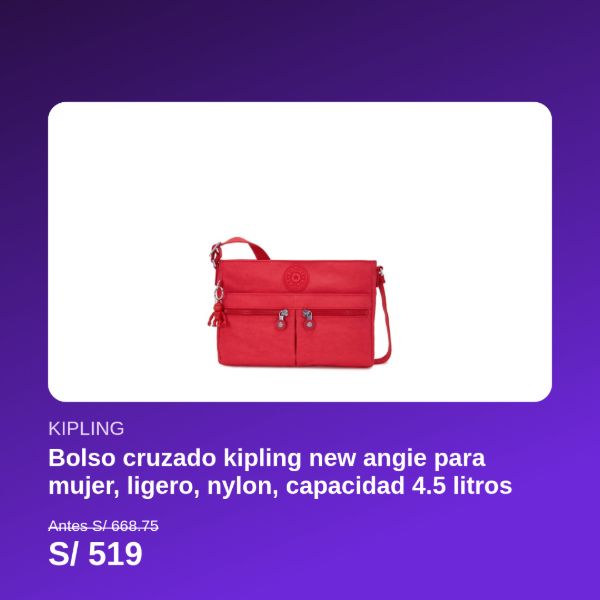 KIPLING
Bolso cruzado kipling new angie para
mujer, ligero, nylon, capacidad 4.5 litros
Antes S/ 668.75
S/ 519